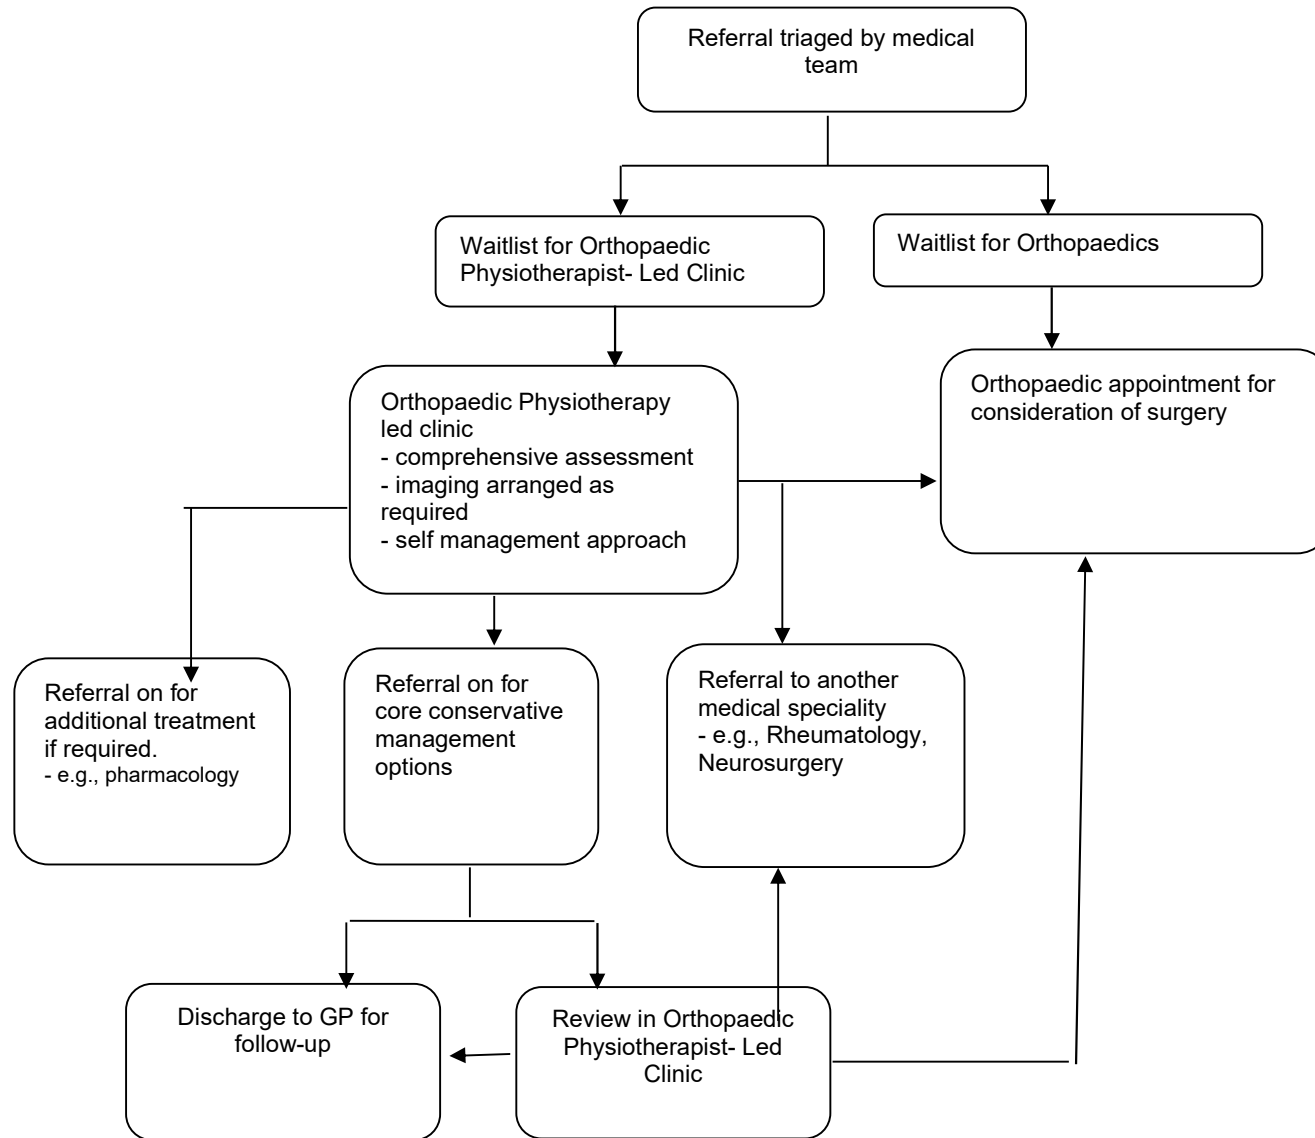 Referral triaged by medical
team
Waitlist for Orthopaedic
Physiotherapist- Led Clinic
Waitlist for Orthopaedics
Orthopaedic Physiotherapy
led clinic
- comprehensive assessment
- imaging arranged as
required
- self management approach
Orthopaedic appointment for
consideration of surgery
Referral on for
additional treatment
if required.
- e.g., pharmacology
Referral on for
core conservative
management
options
Referral to another
medical speciality
- e.g., Rheumatology,
Neurosurgery
Discharge to GP for
follow-up
Review in Orthopaedic
Physiotherapist- Led
Clinic